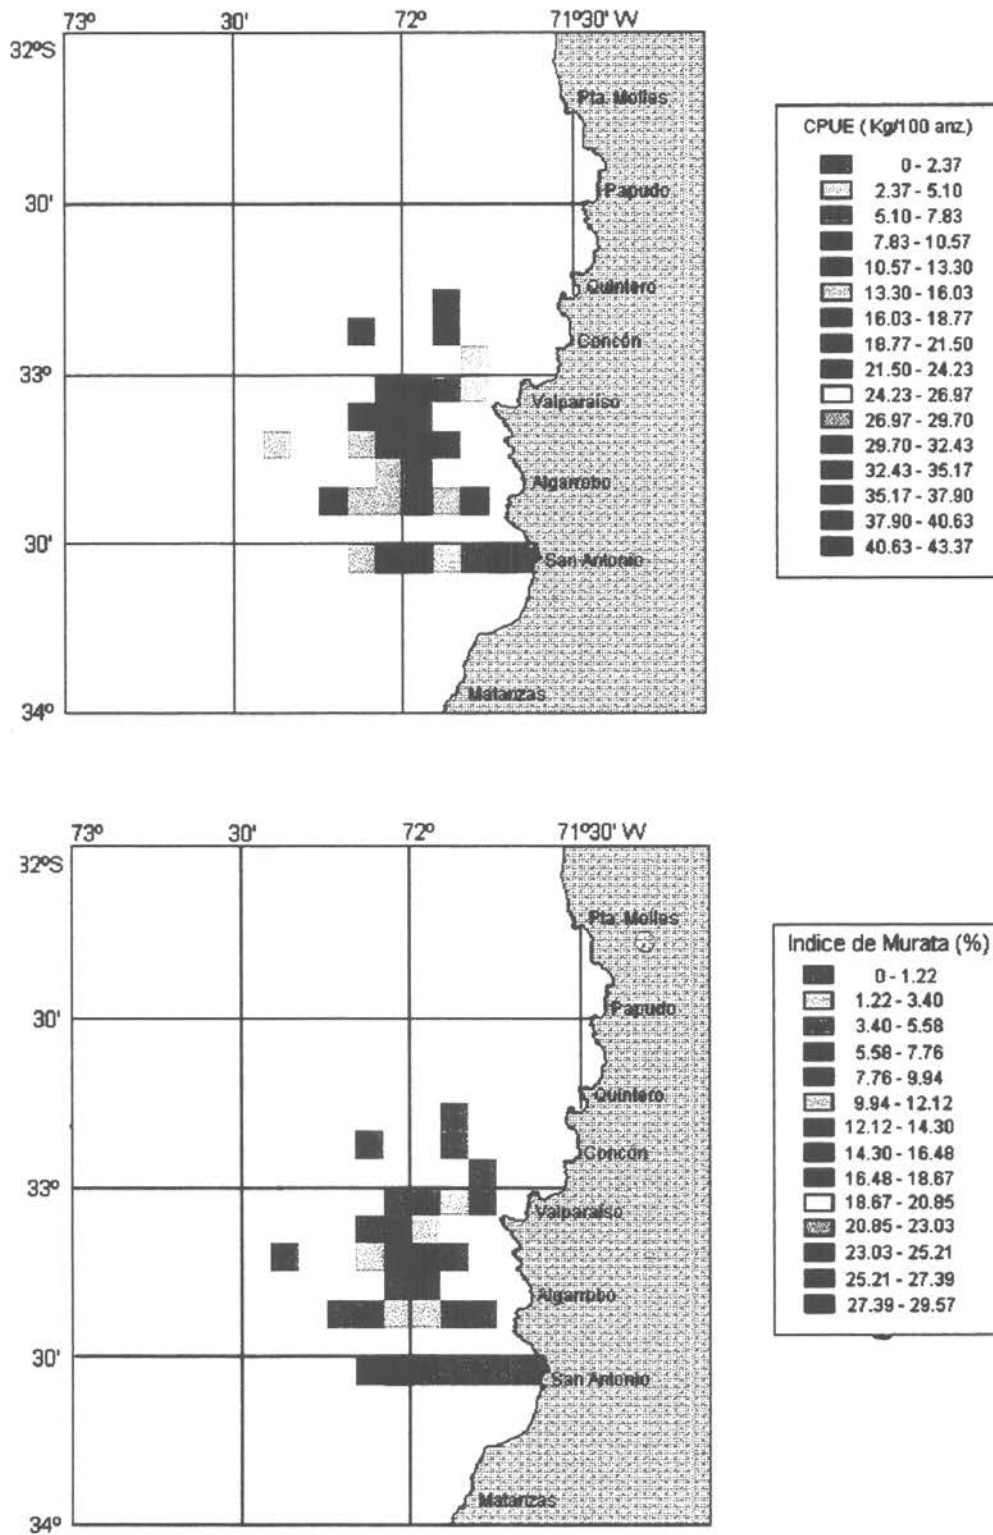 73º 30' 72º 71º30' W
32ºS
Pta. Molles
30'
Papudo
Quintero
Concón
33º
Valparaíso
Algarrobo
30'
San Antonio
Matanzas
34º
CPUE ( Kg/100 anz.)
0 - 2.37
2.37 - 5.10
5.10 - 7.83
7.83 - 10.57
10.57 - 13.30
13.30 - 16.03
16.03 - 18.77
18.77 - 21.50
21.50 - 24.23
24.23 - 26.97
26.97 - 29.70
29.70 - 32.43
32.43 - 35.17
35.17 - 37.90
37.90 - 40.63
40.63 - 43.37
73º 30' 72º 71º30' W
32ºS
Pta. Molles
30'
Papudo
Quintero
Concón
33º
Valparaíso
Algarrobo
30'
San Antonio
Matanzas
34º
Indice de Murata (%)
0 - 1.22
1.22 - 3.40
3.40 - 5.58
5.58 - 7.76
7.76 - 9.94
9.94 - 12.12
12.12 - 14.30
14.30 - 16.48
16.48 - 18.67
18.67 - 20.85
20.85 - 23.03
23.03 - 25.21
25.21 - 27.39
27.39 - 29.57